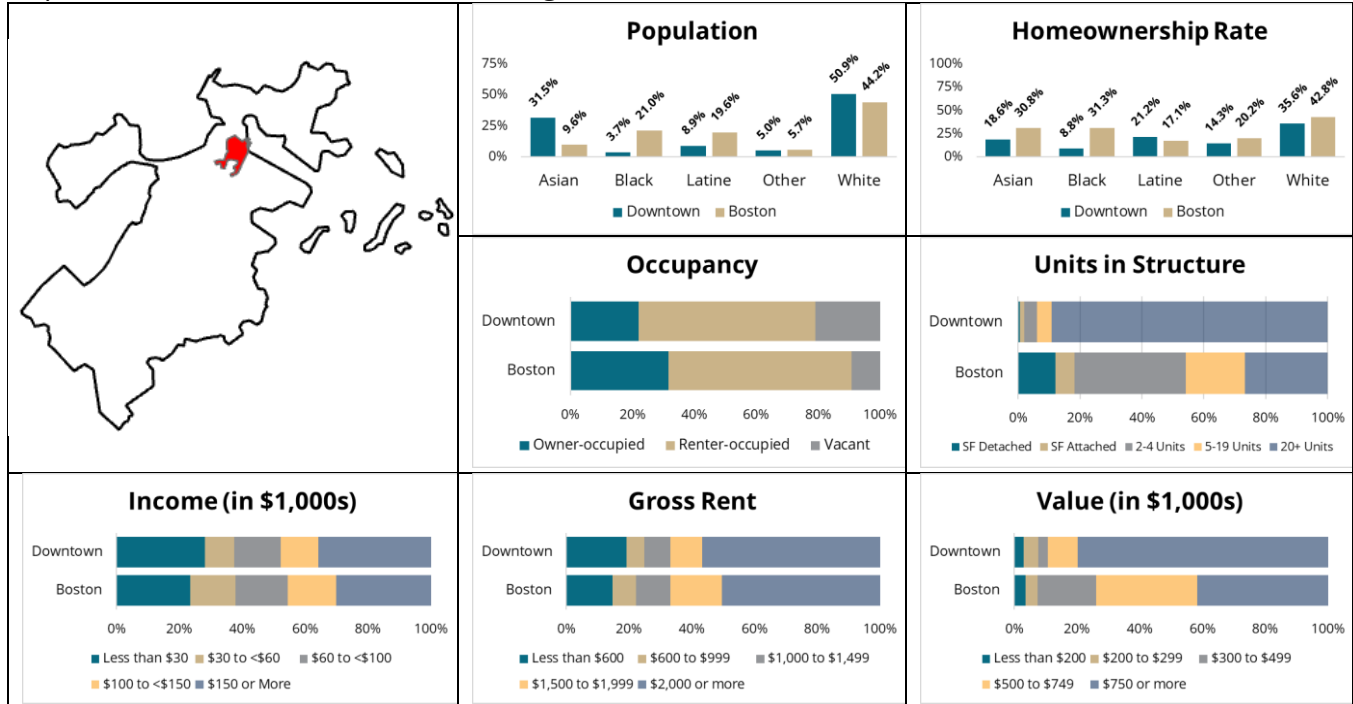 Population
75%
50%
25%
0%
31.5% 9.6% 3.7% 21.0% 8.9% 19.6% 5.0% 5.7% 50.9% 44.2%
Asian Black Latine Other White
Downtown Boston
Homeownership Rate
100%
75%
50%
25%
0%
18.6% 30.8% 8.8% 31.3% 21.2% 17.1% 14.3% 20.2% 35.6% 42.8%
Asian Black Latine Other White
Downtown Boston
Occupancy
Downtown
Boston
0% 20% 40% 60% 80% 100%
Owner-occupied Renter-occupied Vacant
Units in Structure
Downtown
Boston
0% 20% 40% 60% 80% 100%
SF Detached SF Attached 2-4 Units 5-19 Units 20+ Units
Income (in $1,000s)
Downtown
Boston
0% 20% 40% 60% 80% 100%
Less than $30 $30 to <$60 $60 to <$100
$100 to <$150 $150 or More
Gross Rent
Downtown
Boston
0% 20% 40% 60% 80% 100%
Less than $600 $600 to $999 $1,000 to $1,499
$1,500 to $1,999 $2,000 or more
Value (in $1,000s)
Downtown
Boston
0% 20% 40% 60% 80% 100%
Less than $200 $200 to $299 $300 to $499
$500 to $749 $750 or more